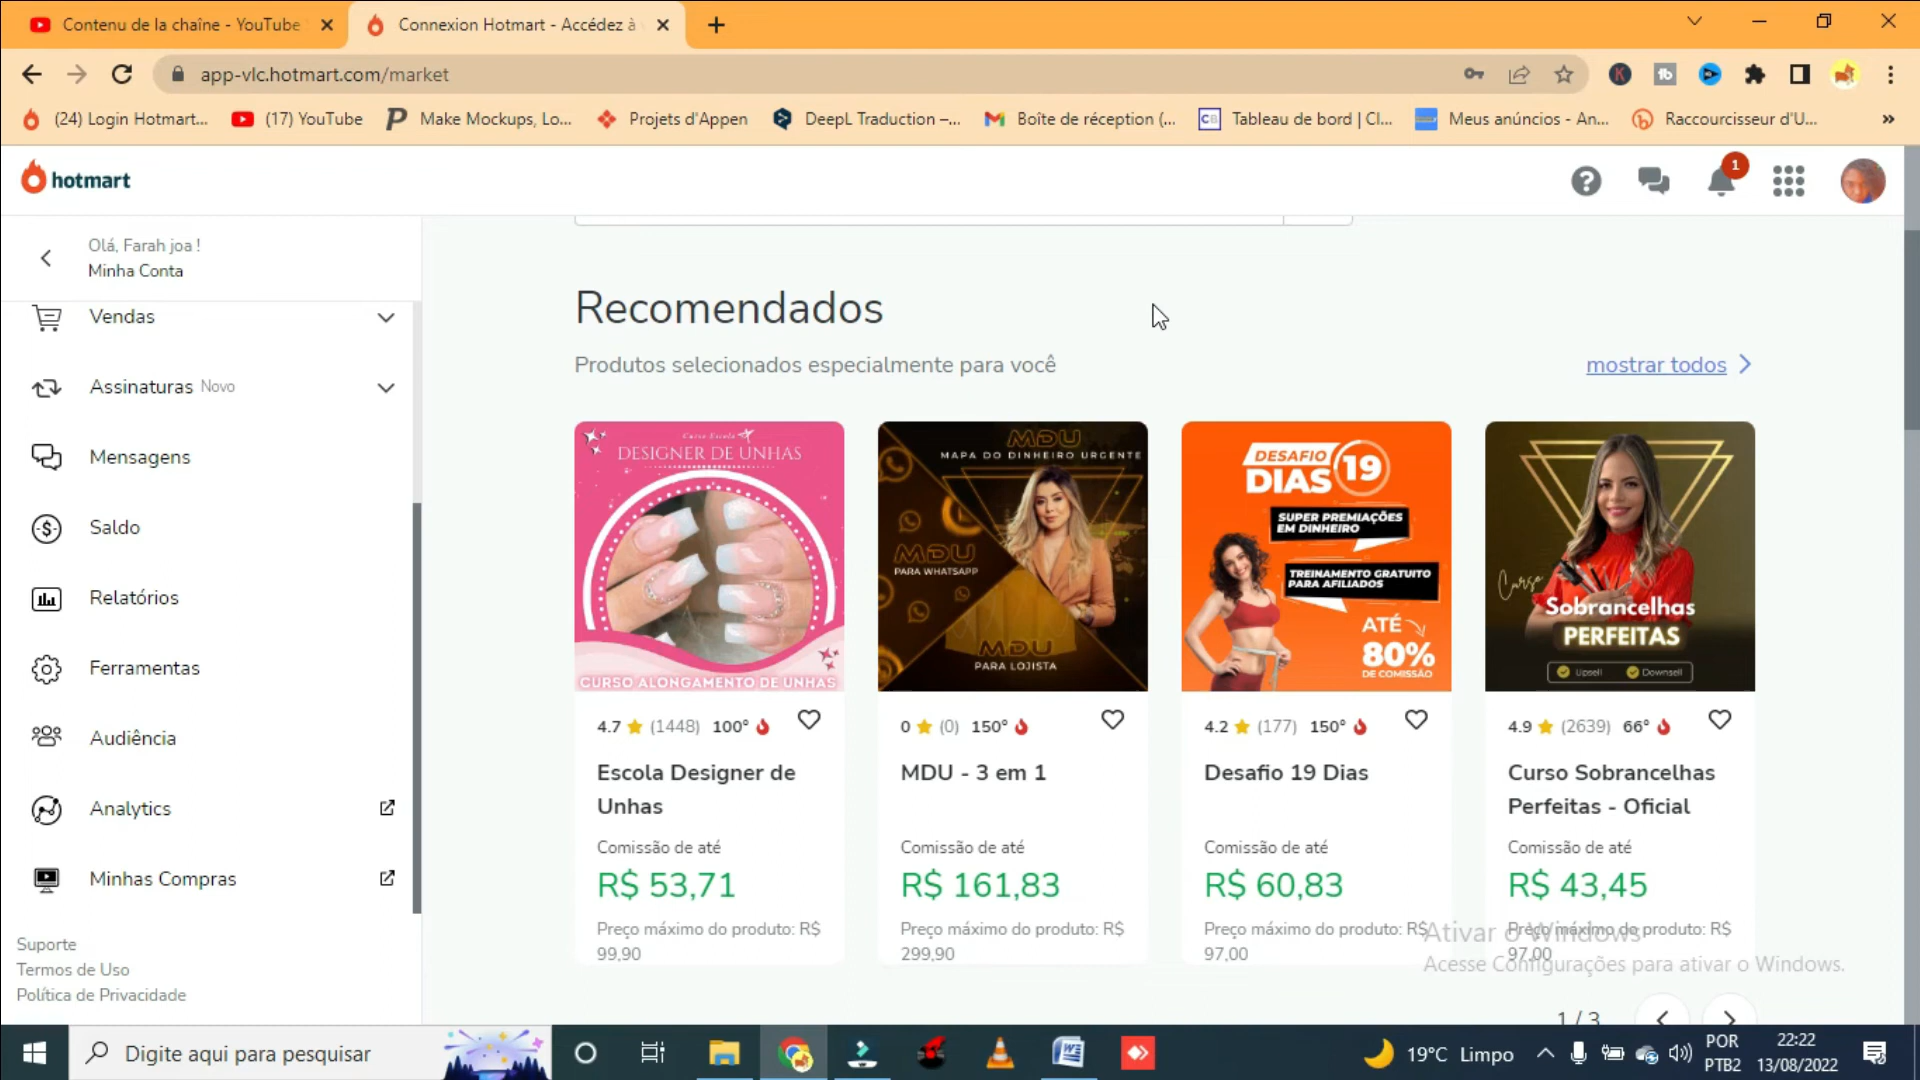 Contenu de la chaîne - YouTube
Connexion Hotmart - Accédez à
app-vlc.hotmart.com/market
(24) Login Hotmart...
(17) YouTube
Make Mockups, Lo...
Projets d'Appen
DeepL Traduction –...
Boîte de réception (...
Tableau de bord | Cl...
Meus anúncios - An...
Raccourcisseur d'U...
hotmart
1
Olá, Farah joa !
Minha Conta
Vendas
Assinaturas Novo
Mensagens
Saldo
Relatórios
Ferramentas
Audiência
Analytics
Minhas Compras
Suporte
Termos de Uso
Política de Privacidade
Recomendados
Produtos selecionados especialmente para você
mostrar todos
Curso Escola
DESIGNER DE UNHAS
CURSO ALONGAMENTO DE UNHAS
4.7 (1448) 100°
Escola Designer de
Unhas
Comissão de até
R$ 53,71
Preço máximo do produto: R$
99,90
MDU
MAPA DO DINHEIRO URGENTE
MDU
PARA WHATSAPP
MDU
PARA LOJISTA
0 (0) 150°
MDU - 3 em 1
Comissão de até
R$ 161,83
Preço máximo do produto: R$
299,90
DESAFIO
DIAS 19
SUPER PREMIAÇÕES
EM DINHEIRO
TREINAMENTO GRATUITO
PARA AFILIADOS
ATÉ
80%
DE COMISSÃO
4.2 (177) 150°
Desafio 19 Dias
Comissão de até
R$ 60,83
Preço máximo do produto: R$
97,00
Curso
Sobrancelhas
PERFEITAS
Upsell
Downsell
4.9 (2639) 66°
Curso Sobrancelhas
Perfeitas - Oficial
Comissão de até
R$ 43,45
Preço máximo do produto: R$
97,00
Ativar o Windows
Acesse Configurações para ativar o Windows.
1 / 3
Digite aqui para pesquisar
19°C Limpo
POR
PTB2
22:22
13/08/2022